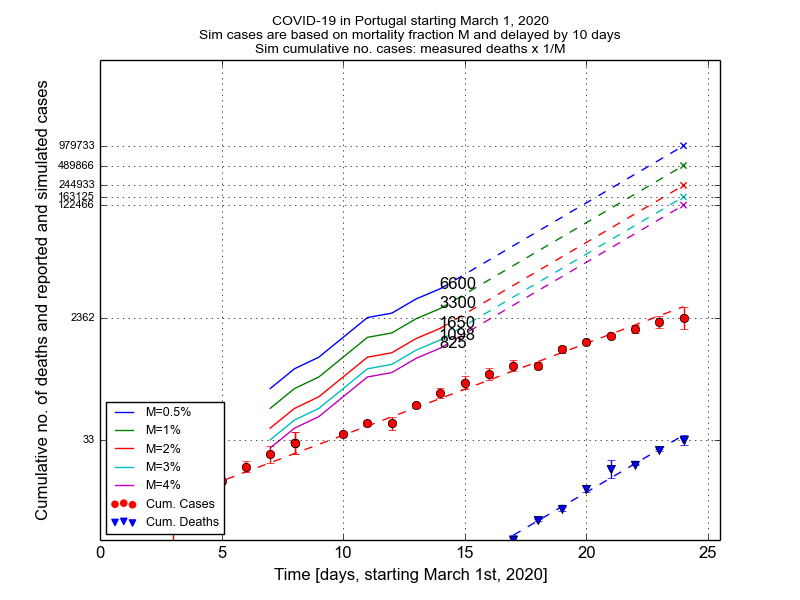 COVID-19 in Portugal starting March 1, 2020
Sim cases are based on mortality fraction M and delayed by 10 days
Sim cumulative no. cases: measured deaths x 1/M
Cumulative no. of deaths and reported and simulated cases
979733
489866
244933
163125
122466
2362
33
6600
3300
1650
1098
825
M=0.5%
M=1%
M=2%
M=3%
M=4%
Cum. Cases
Cum. Deaths
0 5 10 15 20 25
Time [days, starting March 1st, 2020]